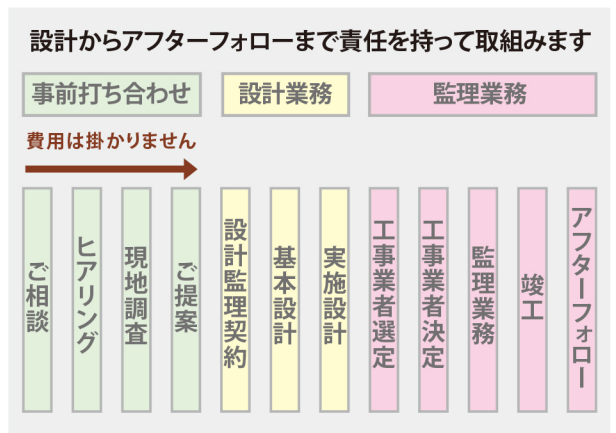 設計からアフターフォローまで責任を持って取組みます
事前打ち合わせ
設計業務
監理業務
費用は掛かりません
ご相談
ヒアリング
現地調査
ご提案
設計監理契約
基本設計
実施設計
工事業者選定
工事業者決定
監理業務
竣工
アフターフォロー